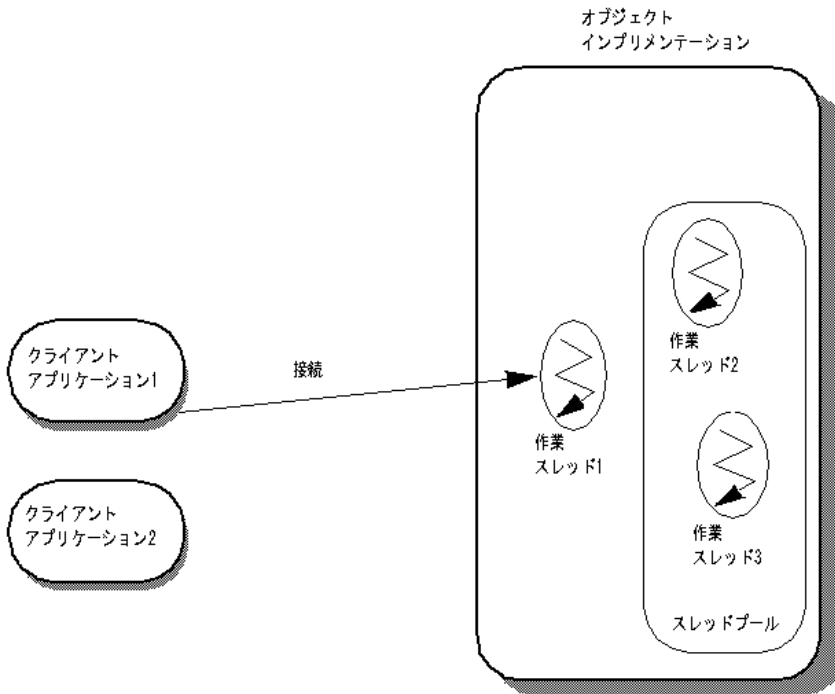 オブジェクト
インプリメンテーション
作業
スレッド2
クライアント
アプリケーション1
接続
作業
スレッド1
クライアント
アプリケーション2
作業
スレッド3
スレッドプール